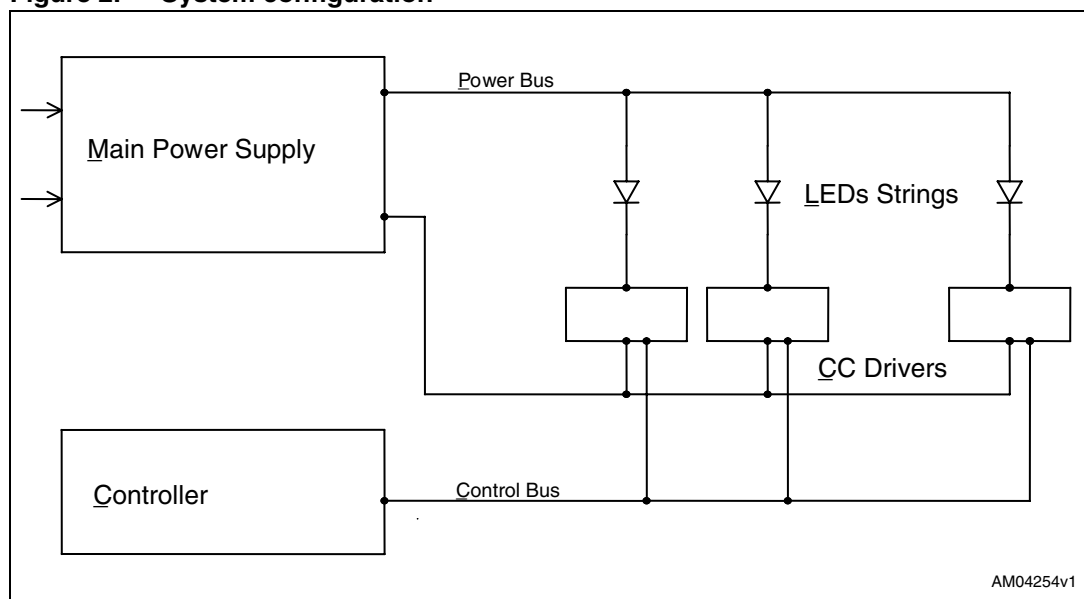 Figure 2. System configuration
Power Bus
Main Power Supply
LEDs Strings
CC Drivers
Controller
Control Bus
AM04254v1